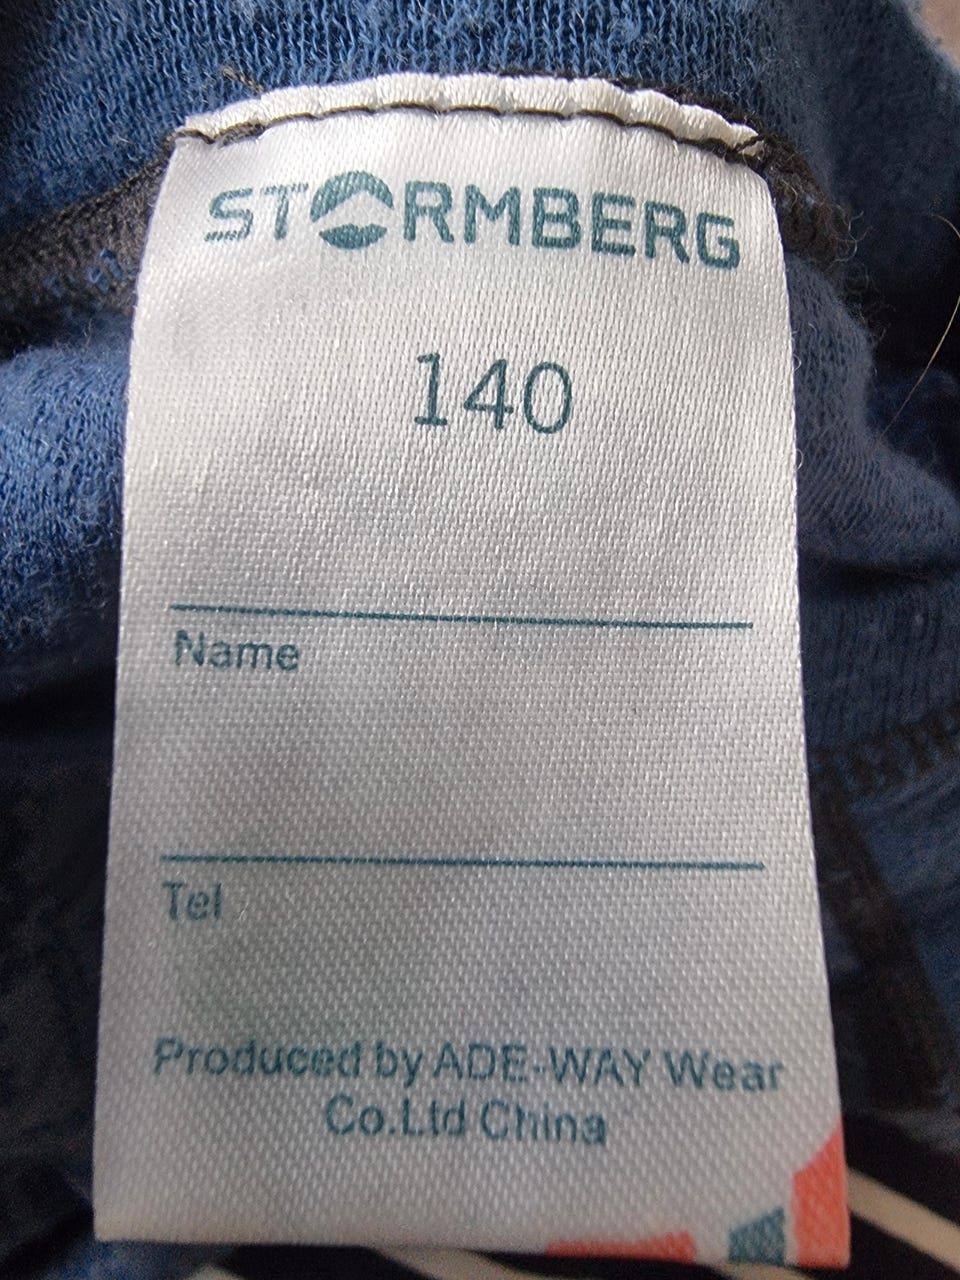 STORMBERG
140
Name
Tel
Produced by ADE-WAY Wear
Co.Ltd China